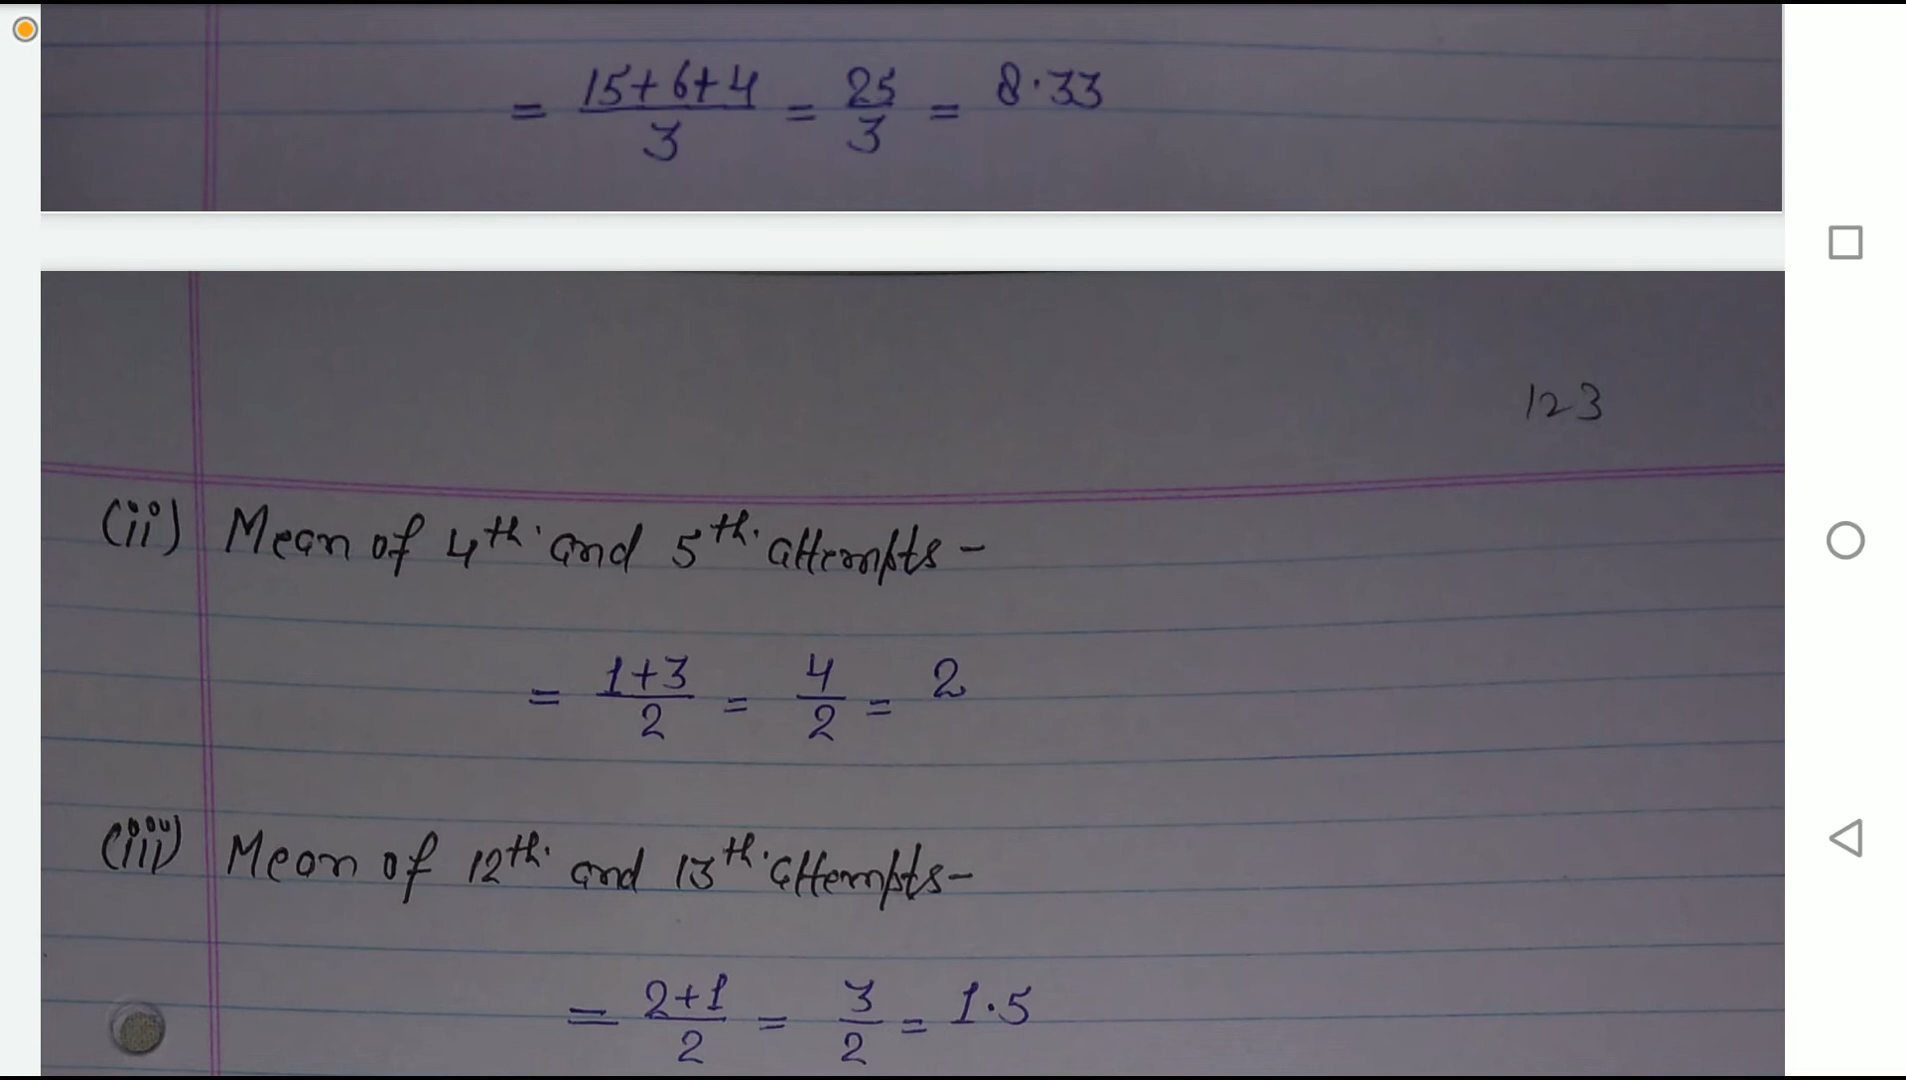 = 15+6+4/3 = 25/3 = 8.33
123
(ii) Mean of 4th. and 5th. attempts -
= 1+3/2 = 4/2 = 2
(iii) Mean of 12th. and 13th. attempts -
= 2+1/2 = 3/2 = 1.5